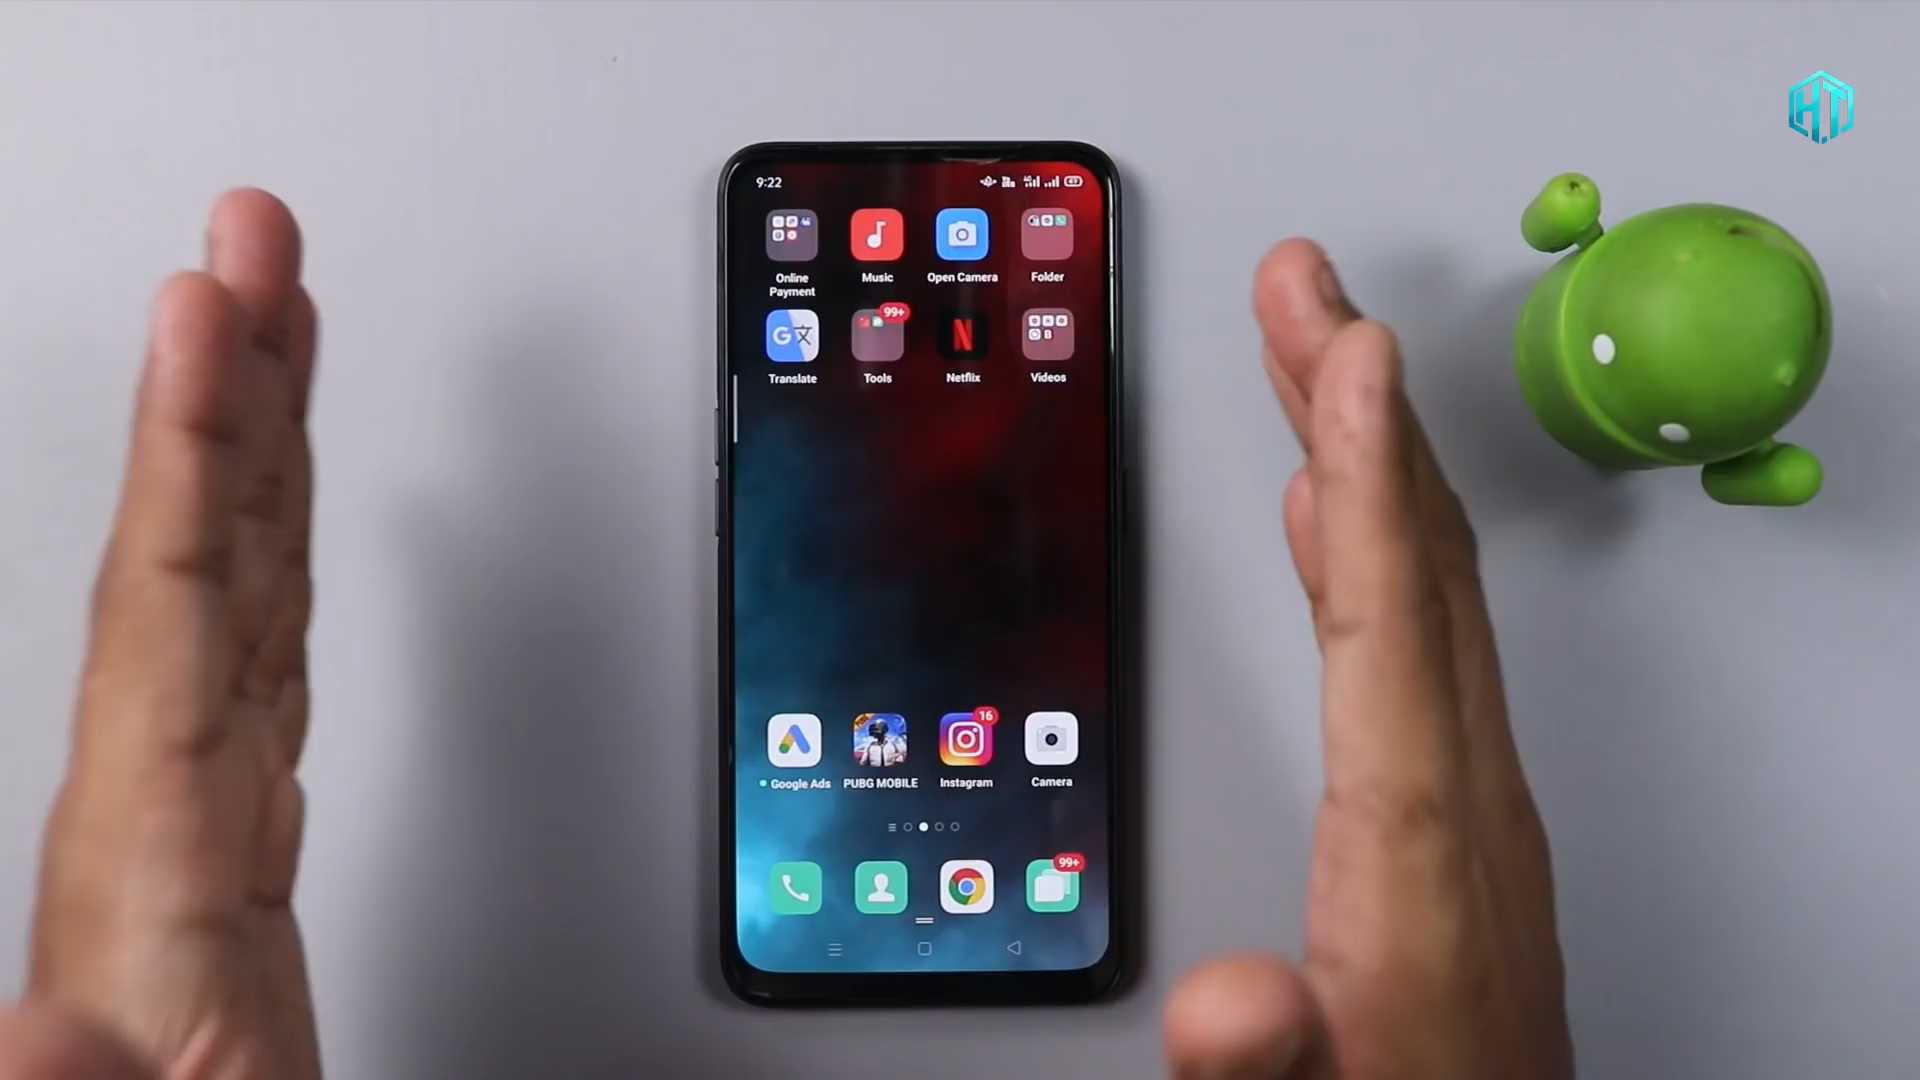 HT
9:22
Online
Payment
Music
Open Camera
Folder
99+
Translate
Tools
Netflix
Videos
16
Google Ads
PUBG MOBILE
Instagram
Camera
99+